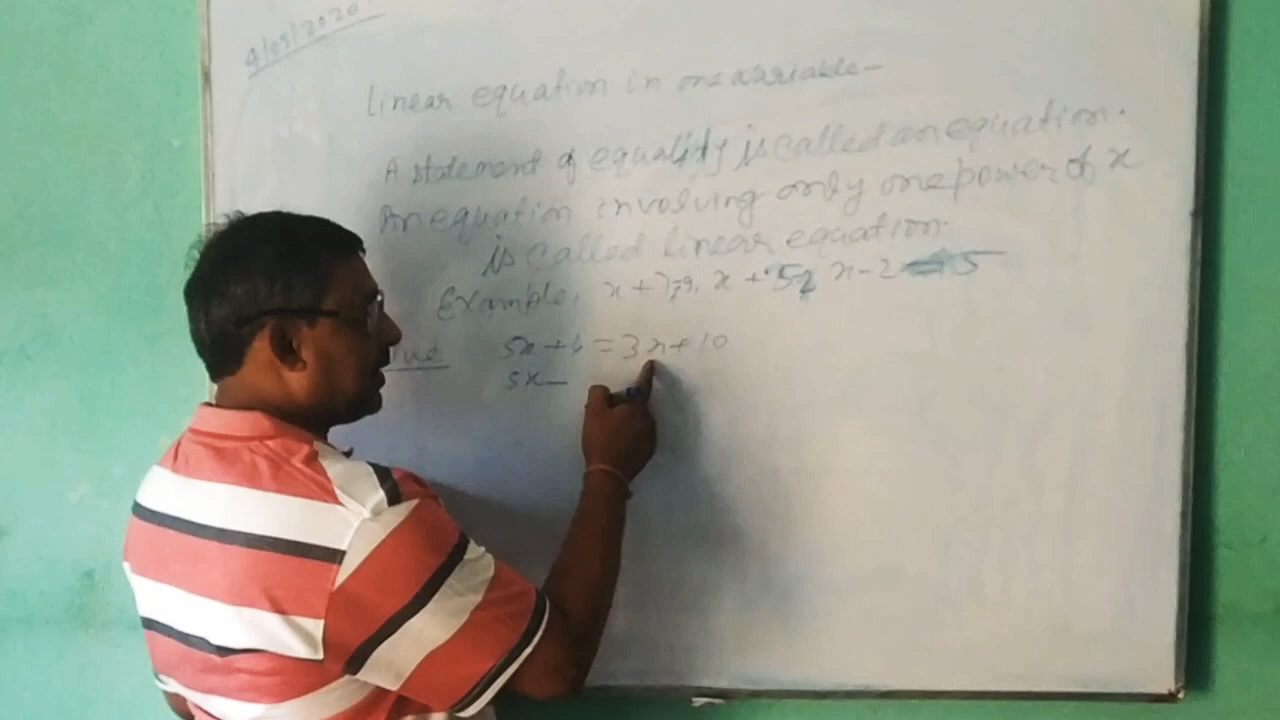 4/05/2020.
linear equation in one variable -
A statement of equality is called an equation.
An equation involving only one power of x
is called linear equation.
Example, x + 7 = 9, x + 5 x - 2 = 5
5x + 6 = 3x + 10
5x -